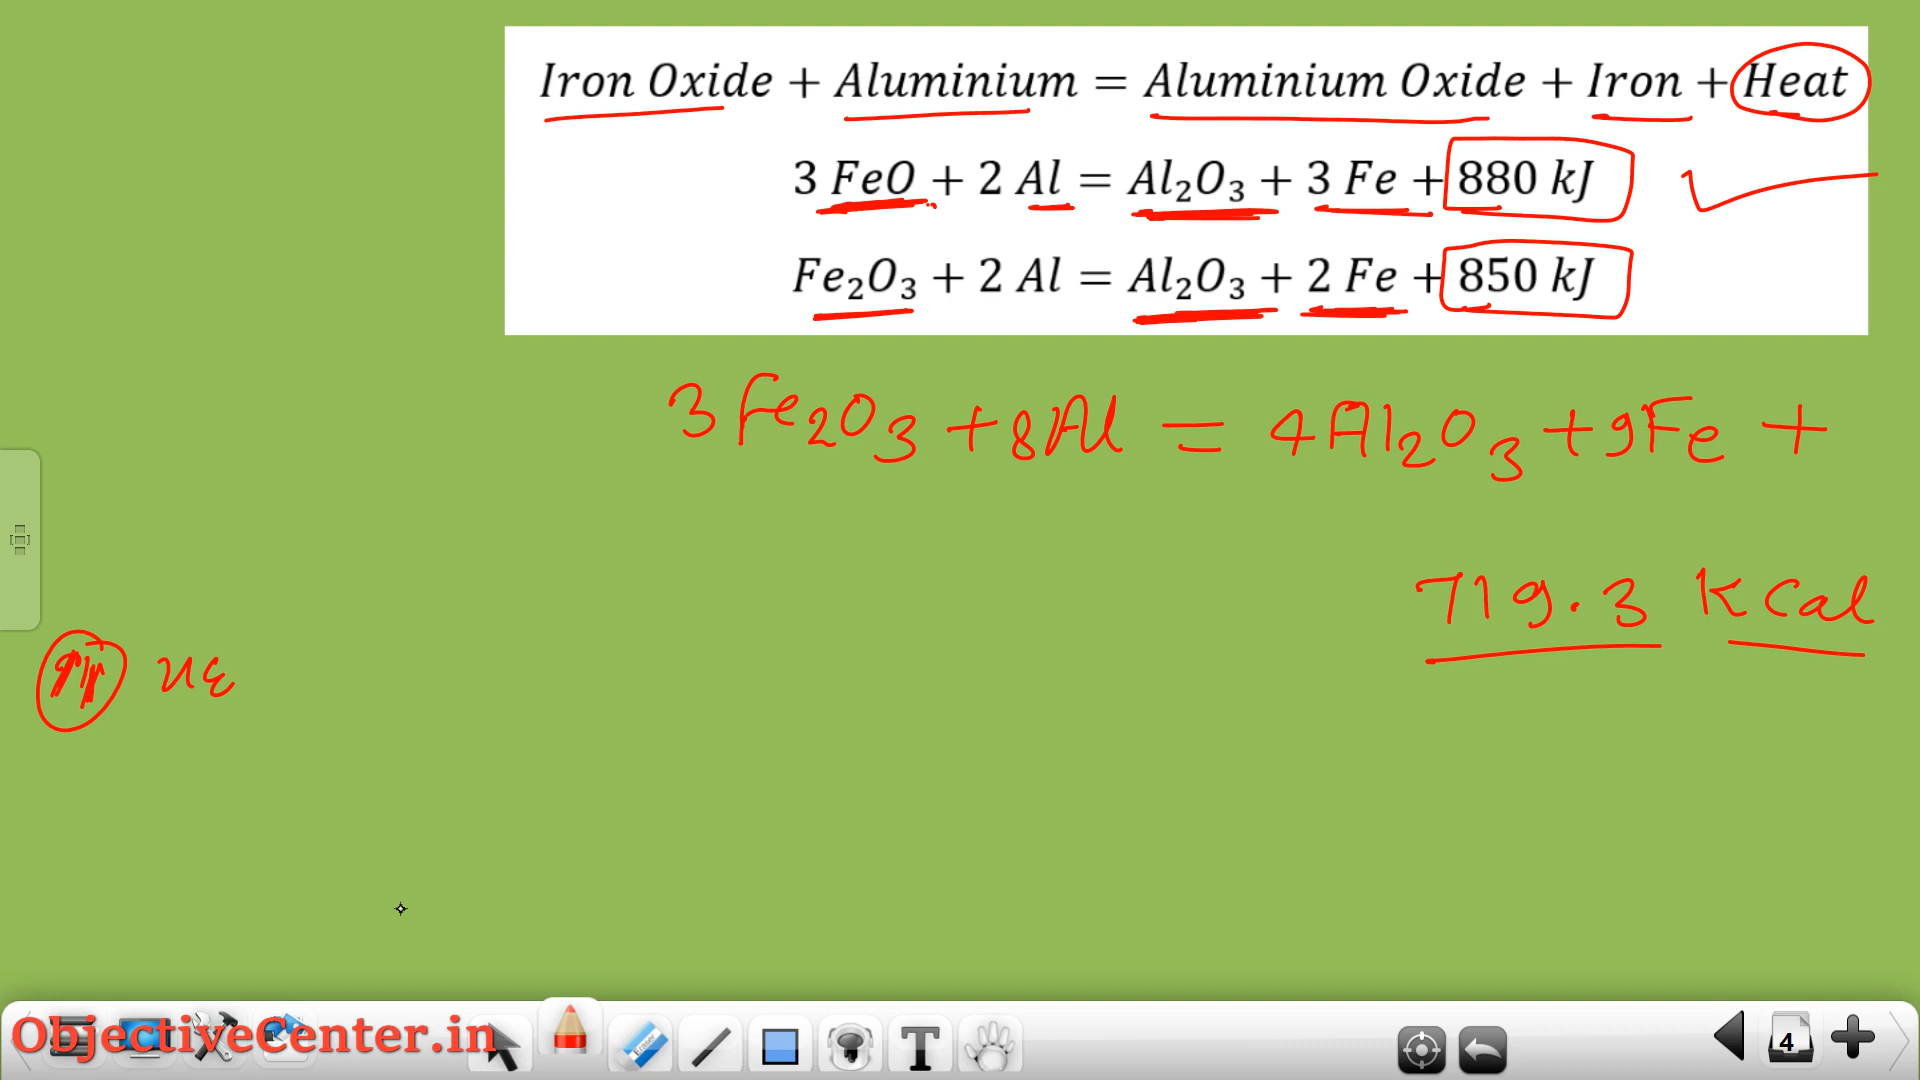 Iron Oxide + Aluminium = Aluminium Oxide + Iron + Heat
3 FeO + 2 Al = Al₂O₃ + 3 Fe + 880 kJ
Fe₂O₃ + 2 Al = Al₂O₃ + 2 Fe + 850 kJ
3Fe₂O₃ + 8Al = 4Al₂O₃ + 9Fe +
719.3 KCal
ObjectiveCenter.in
Eraser
T
4